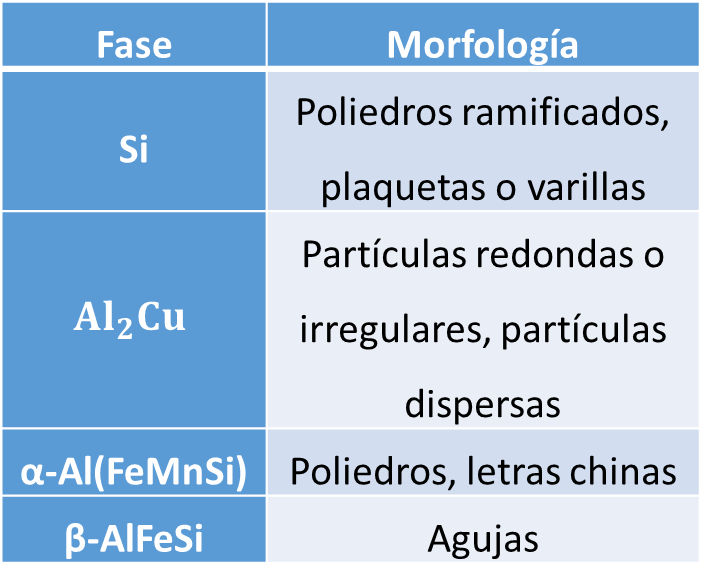 Fase
Morfología
Si
Poliedros ramificados,
plaquetas o varillas
Al₂Cu
Partículas redondas o
irregulares, partículas
dispersas
α-Al(FeMnSi)
Poliedros, letras chinas
β-AlFeSi
Agujas